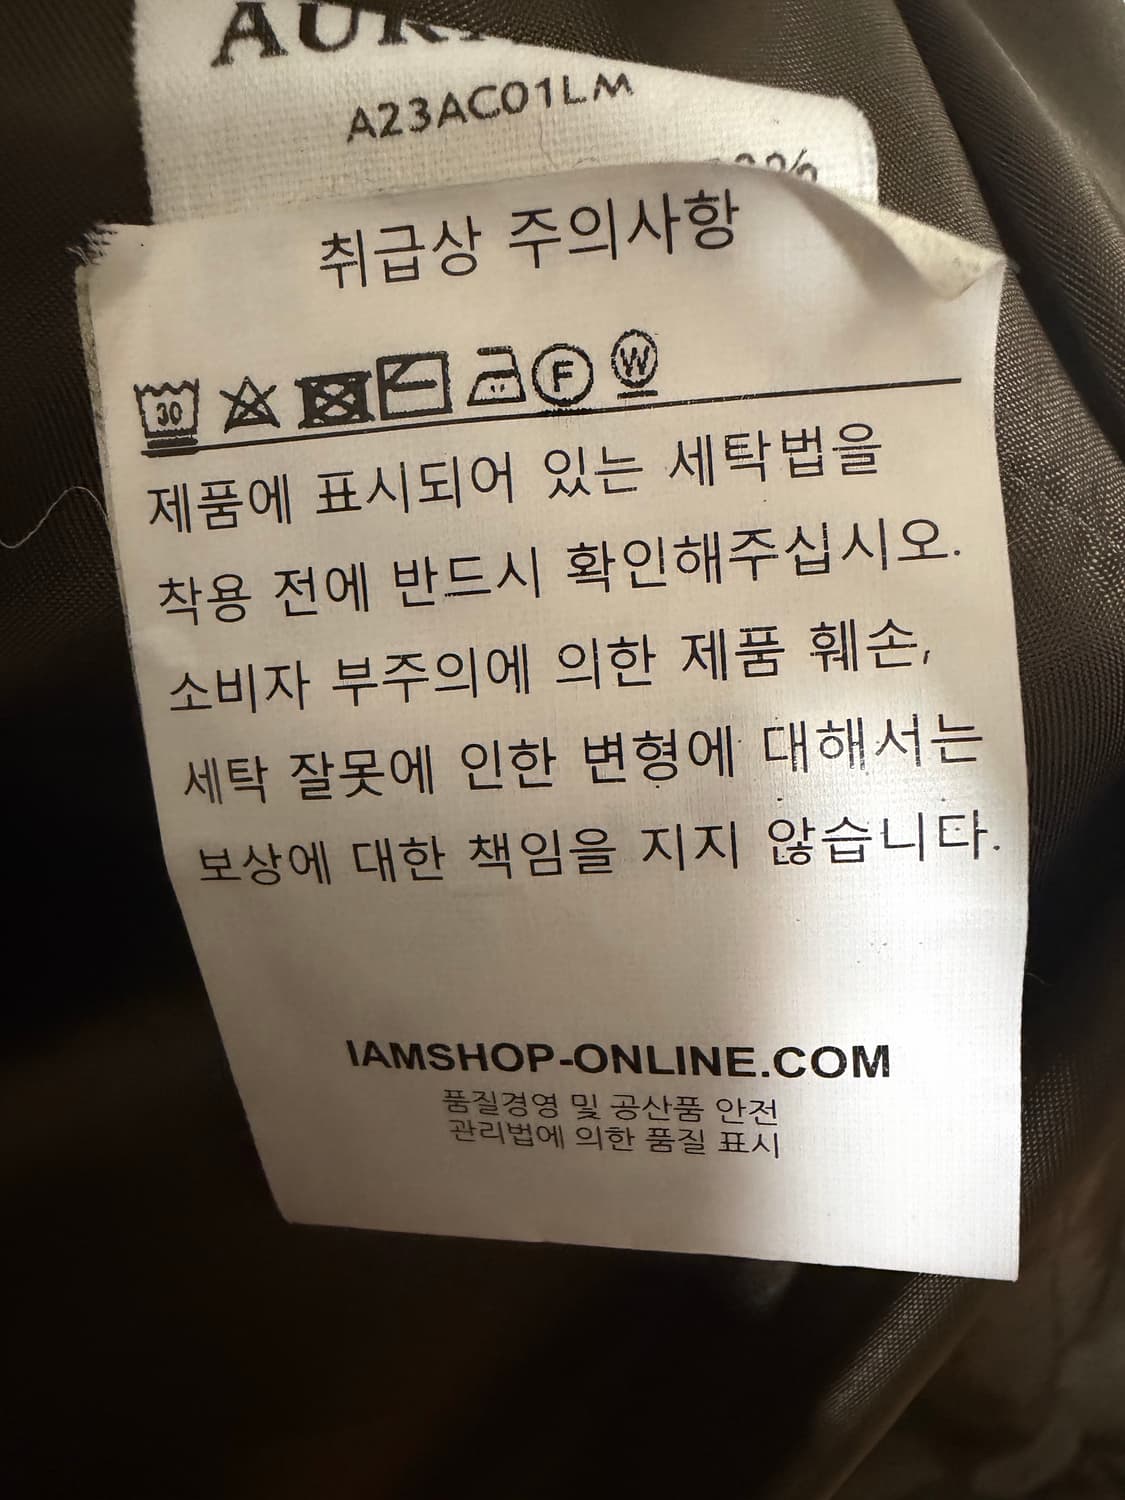 A23AC01LM
취급상 주의사항
30 F W
제품에 표시되어 있는 세탁법을
착용 전에 반드시 확인해주십시오.
소비자 부주의에 의한 제품 훼손,
세탁 잘못에 인한 변형에 대해서는
보상에 대한 책임을 지지 않습니다.
IAMSHOP-ONLINE.COM
품질경영 및 공산품 안전
관리법에 의한 품질 표시